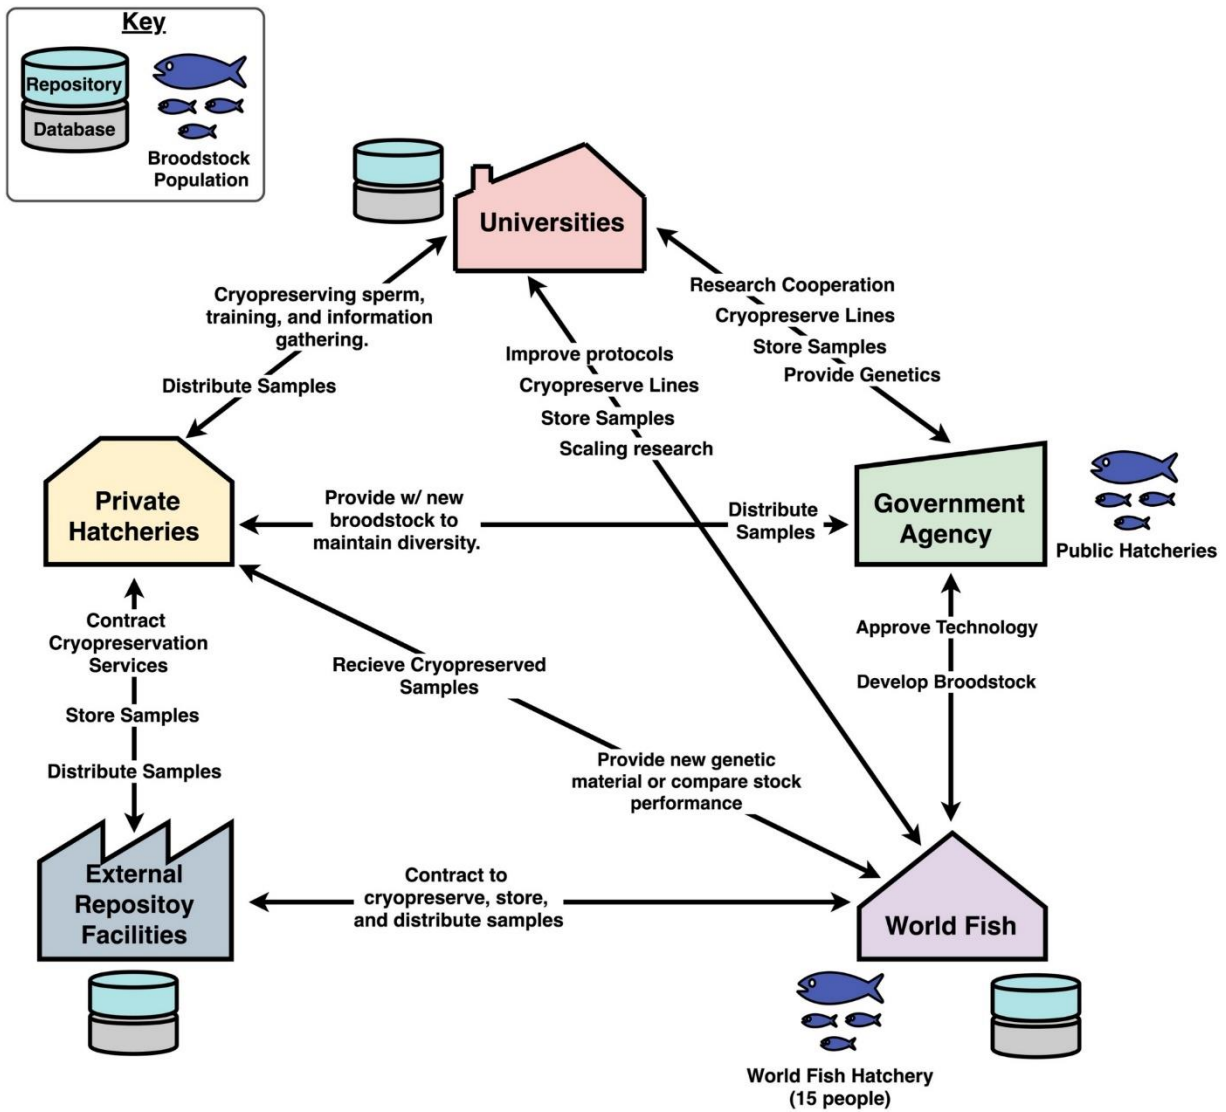 Key
Repository
Database
Broodstock
Population
Universities
Cryopreserving sperm,
training, and information
gathering.
Distribute Samples
Research Cooperation
Cryopreserve Lines
Store Samples
Provide Genetics
Improve protocols
Cryopreserve Lines
Store Samples
Scaling research
Private
Hatcheries
Provide w/ new
broodstock to
maintain diversity.
Distribute
Samples
Government
Agency
Public Hatcheries
Contract
Cryopreservation
Services
Store Samples
Distribute Samples
Recieve Cryopreserved
Samples
Provide new genetic
material or compare stock
performance
Approve Technology
Develop Broodstock
External
Repositoy
Facilities
Contract to
cryopreserve, store,
and distribute samples
World Fish
World Fish Hatchery
(15 people)